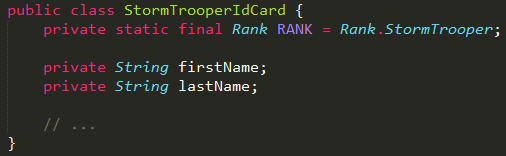 public class StormTrooperIdCard {
    private static final Rank RANK = Rank.StormTrooper;
    private String firstName;
    private String lastName;
    // ...
}